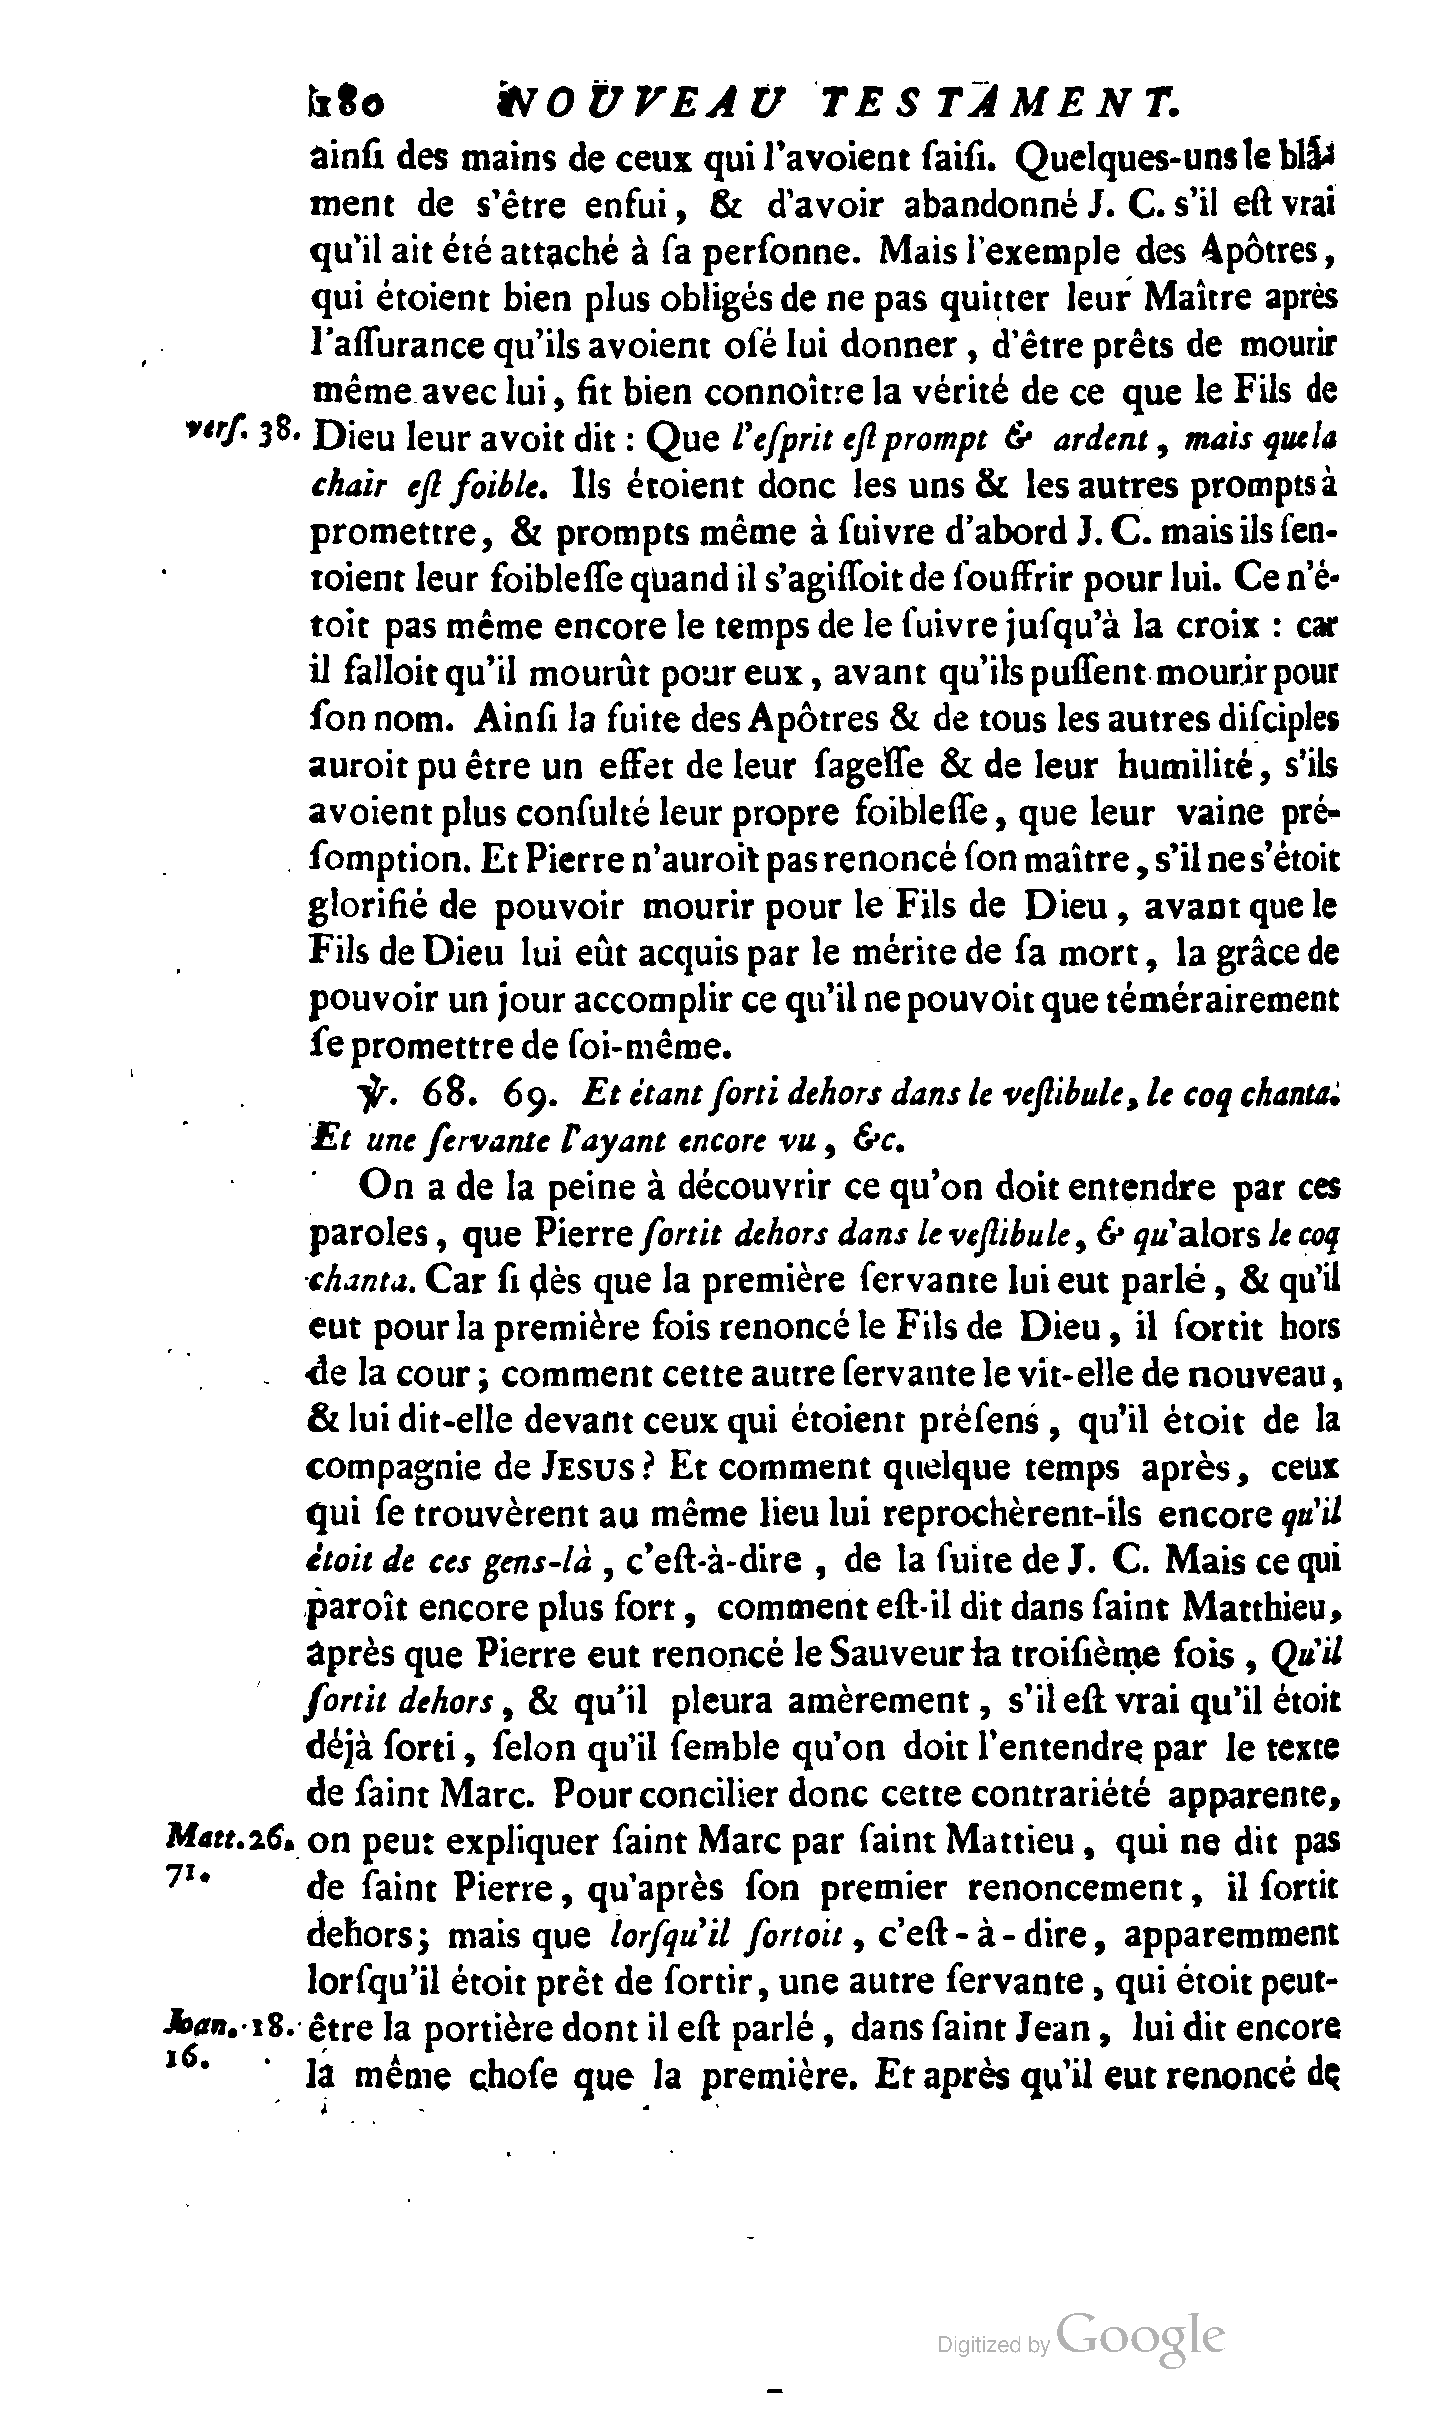 180 NOUVEAU TESTAMENT.
ainſi des mains de ceux qui l'avoient ſaiſi. Quelques-uns le blâ-
ment de s'être enfui, & d'avoir abandonné J. C. s'il eſt vrai
qu'il ait été attaché à ſa perſonne. Mais l'exemple des Apôtres,
qui étoient bien plus obligés de ne pas quitter leur Maître après
l'aſſurance qu'ils avoient oſé lui donner, d'être prêts de mourir
même avec lui, fit bien connoître la vérité de ce que le Fils de
verſ. 38. Dieu leur avoit dit : Que l'eſprit eſt prompt & ardent, mais que la
chair eſt foible. Ils étoient donc les uns & les autres prompts à
promettre, & prompts même à ſuivre d'abord J. C. mais ils ſen-
toient leur foibleſſe quand il s'agiſſoit de ſouffrir pour lui. Ce n'é-
toit pas même encore le temps de le ſuivre juſqu'à la croix : car
il falloit qu'il mourût pour eux, avant qu'ils puſſent mourir pour
ſon nom. Ainſi la fuite des Apôtres & de tous les autres diſciples
auroit pu être un effet de leur ſageſſe & de leur humilité, s'ils
avoient plus conſulté leur propre foibleſſe, que leur vaine pré-
ſomption. Et Pierre n'auroit pas renoncé ſon maître, s'il ne s'étoit
glorifié de pouvoir mourir pour le Fils de Dieu, avant que le
Fils de Dieu lui eût acquis par le mérite de ſa mort, la grâce de
pouvoir un jour accomplir ce qu'il ne pouvoit que témérairement
ſe promettre de ſoi-même.
℣. 68. 69. Et étant ſorti dehors dans le veſtibule, le coq chanta.
Et une ſervante l'ayant encore vu, &c.
On a de la peine à découvrir ce qu'on doit entendre par ces
paroles, que Pierre ſortit dehors dans le veſtibule, & qu'alors le coq
chanta. Car ſi dès que la première ſervante lui eut parlé, & qu'il
eut pour la première fois renoncé le Fils de Dieu, il ſortit hors
de la cour ; comment cette autre ſervante le vit-elle de nouveau,
& lui dit-elle devant ceux qui étoient préſens, qu'il étoit de la
compagnie de JESUS ? Et comment quelque temps après, ceux
qui ſe trouvèrent au même lieu lui reprochèrent-ils encore qu'il
étoit de ces gens-là, c'eſt-à-dire, de la ſuite de J. C. Mais ce qui
paroît encore plus fort, comment eſt-il dit dans ſaint Matthieu,
après que Pierre eut renoncé le Sauveur la troiſième fois, Qu'il
ſortit dehors, & qu'il pleura amèrement, s'il eſt vrai qu'il étoit
déjà ſorti, ſelon qu'il ſemble qu'on doit l'entendre par le texte
de ſaint Marc. Pour concilier donc cette contrariété apparente,
Matt. 26. on peut expliquer ſaint Marc par ſaint Mattieu, qui ne dit pas
71. de ſaint Pierre, qu'après ſon premier renoncement, il ſortit
dehors ; mais que lorſqu'il ſortoit, c'eſt-à-dire, apparemment
lorſqu'il étoit prêt de ſortir, une autre ſervante, qui étoit peut-
Joan. 18. être la portière dont il eſt parlé, dans ſaint Jean, lui dit encore
16. la même choſe que la première. Et après qu'il eut renoncé de
Digitized by Google